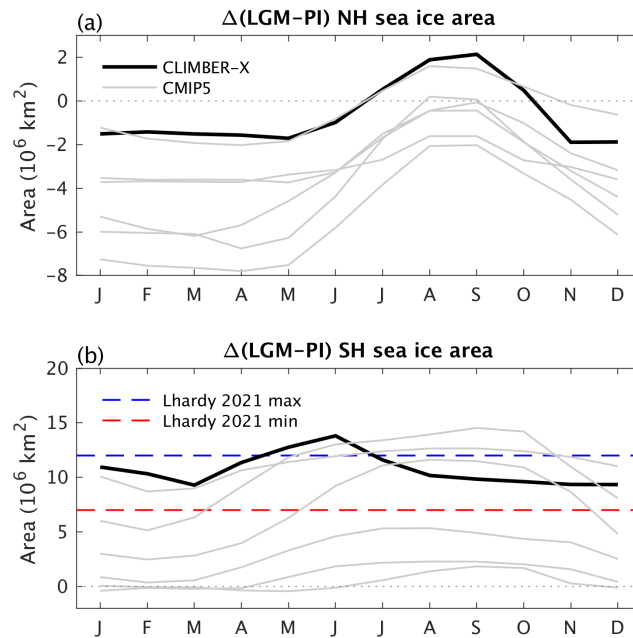 (a)
Δ(LGM-PI) NH sea ice area
2
0
-2
-4
-6
-8
Area (10⁶ km²)
CLIMBER-X
CMIP5
J F M A M J J A S O N D
(b)
Δ(LGM-PI) SH sea ice area
20
15
10
5
0
Area (10⁶ km²)
Lhardy 2021 max
Lhardy 2021 min
J F M A M J J A S O N D